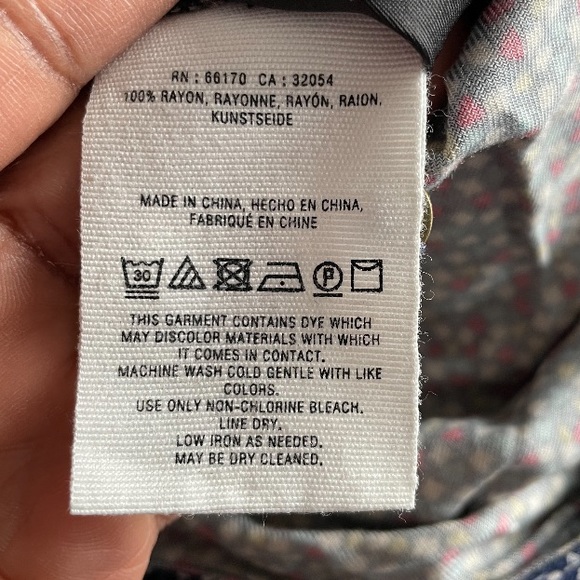 RN : 66170 CA : 32054
100% RAYON, RAYONNE, RAYÓN, RAION,
KUNSTSEIDE
MADE IN CHINA, HECHO EN CHINA,
FABRIQUÉ EN CHINE
30 P
THIS GARMENT CONTAINS DYE WHICH
MAY DISCOLOR MATERIALS WITH WHICH
IT COMES IN CONTACT.
MACHINE WASH COLD GENTLE WITH LIKE
COLORS.
USE ONLY NON-CHLORINE BLEACH.
LINE DRY.
LOW IRON AS NEEDED.
MAY BE DRY CLEANED.